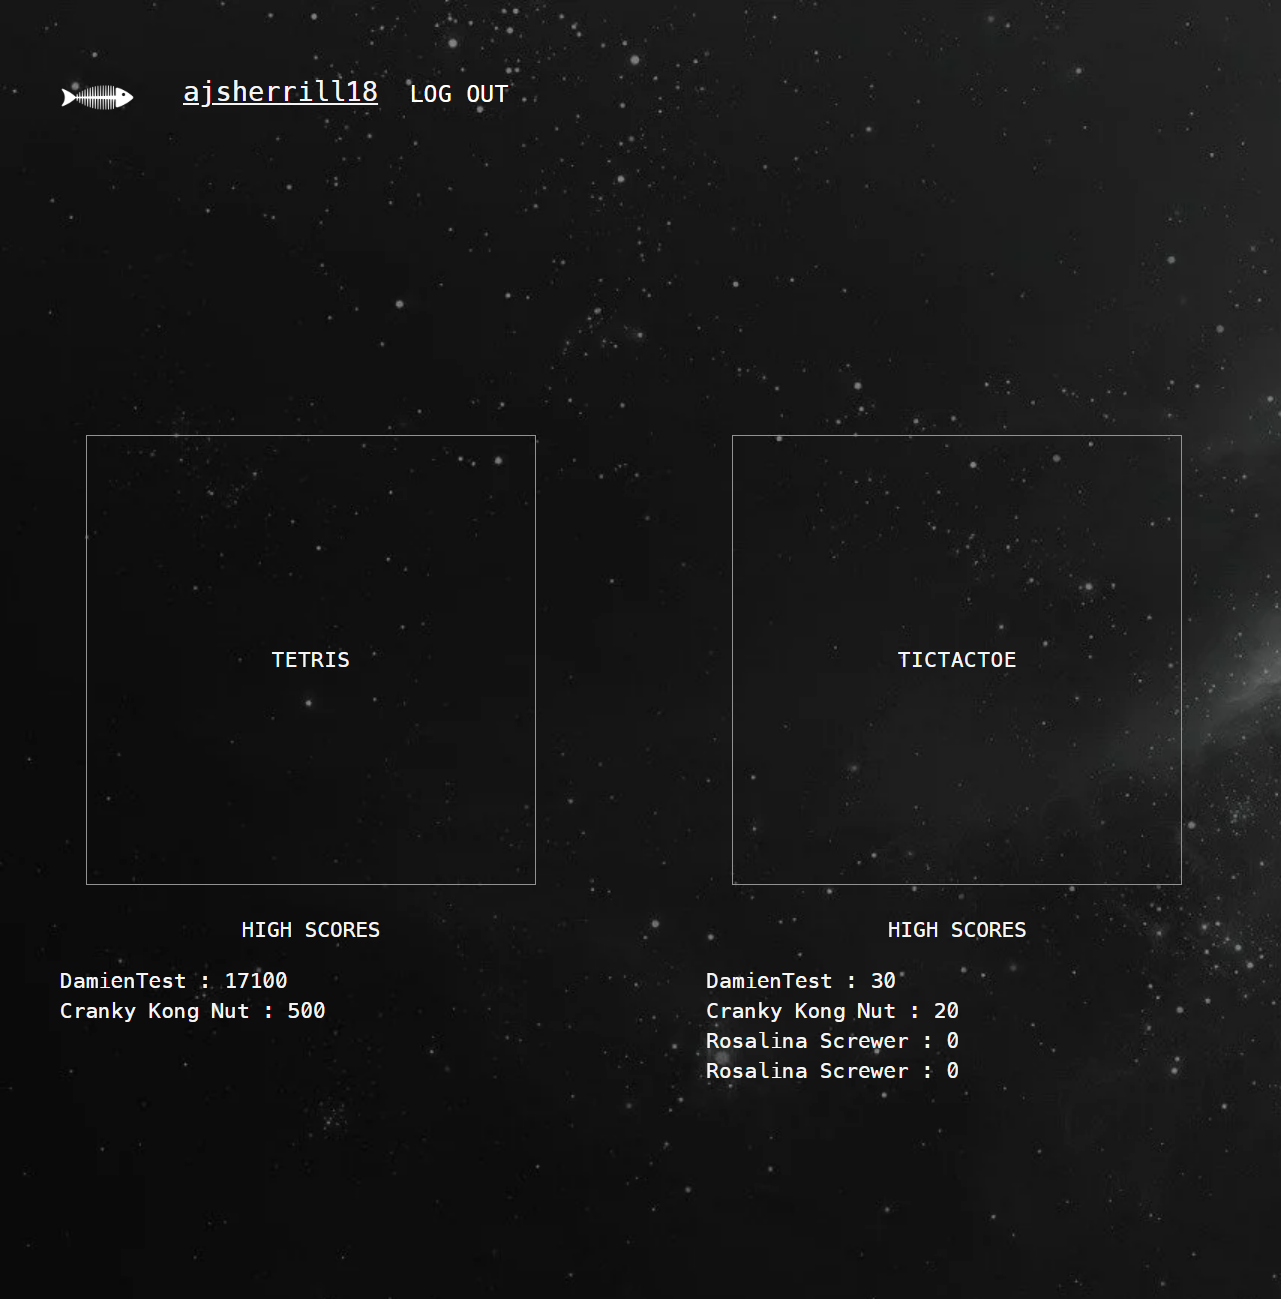 ajsherrill18 LOG OUT
TETRIS
HIGH SCORES
DamienTest : 17100
Cranky Kong Nut : 500
TICTACTOE
HIGH SCORES
DamienTest : 30
Cranky Kong Nut : 20
Rosalina Screwer : 0
Rosalina Screwer : 0